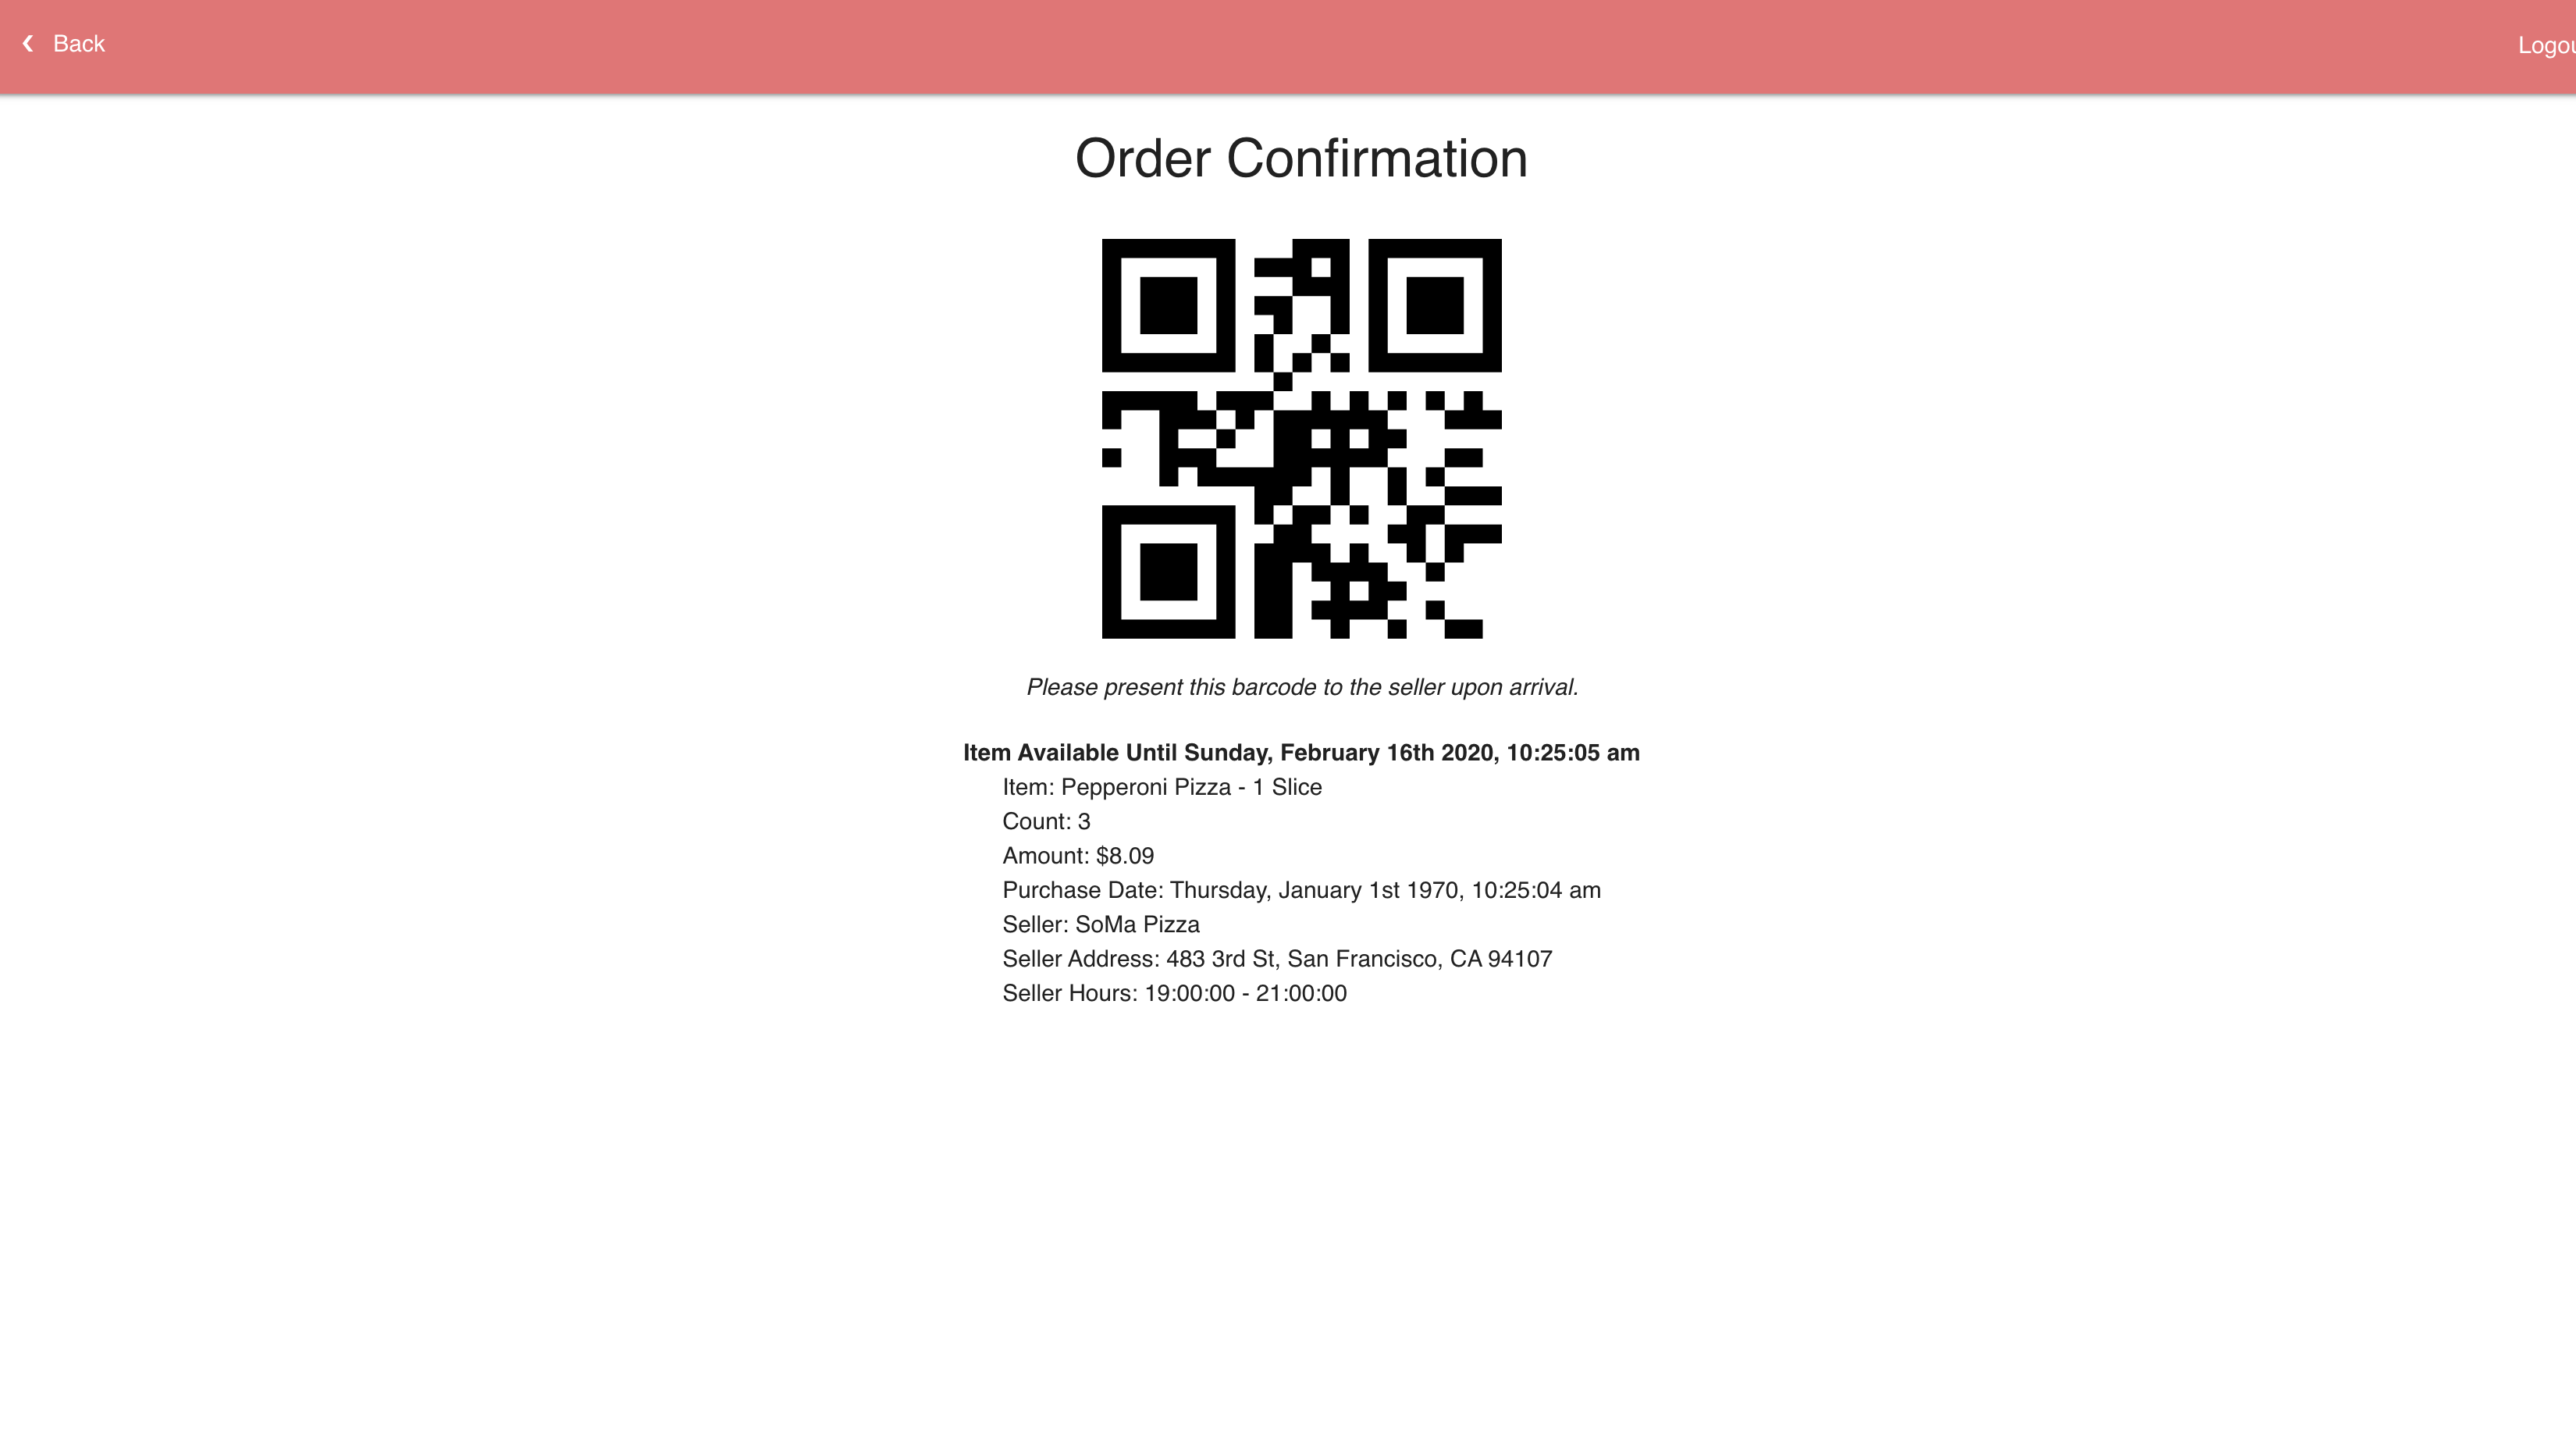 Back
Logou
Order Confirmation
Please present this barcode to the seller upon arrival.
Item Available Until Sunday, February 16th 2020, 10:25:05 am
Item: Pepperoni Pizza - 1 Slice
Count: 3
Amount: $8.09
Purchase Date: Thursday, January 1st 1970, 10:25:04 am
Seller: SoMa Pizza
Seller Address: 483 3rd St, San Francisco, CA 94107
Seller Hours: 19:00:00 - 21:00:00